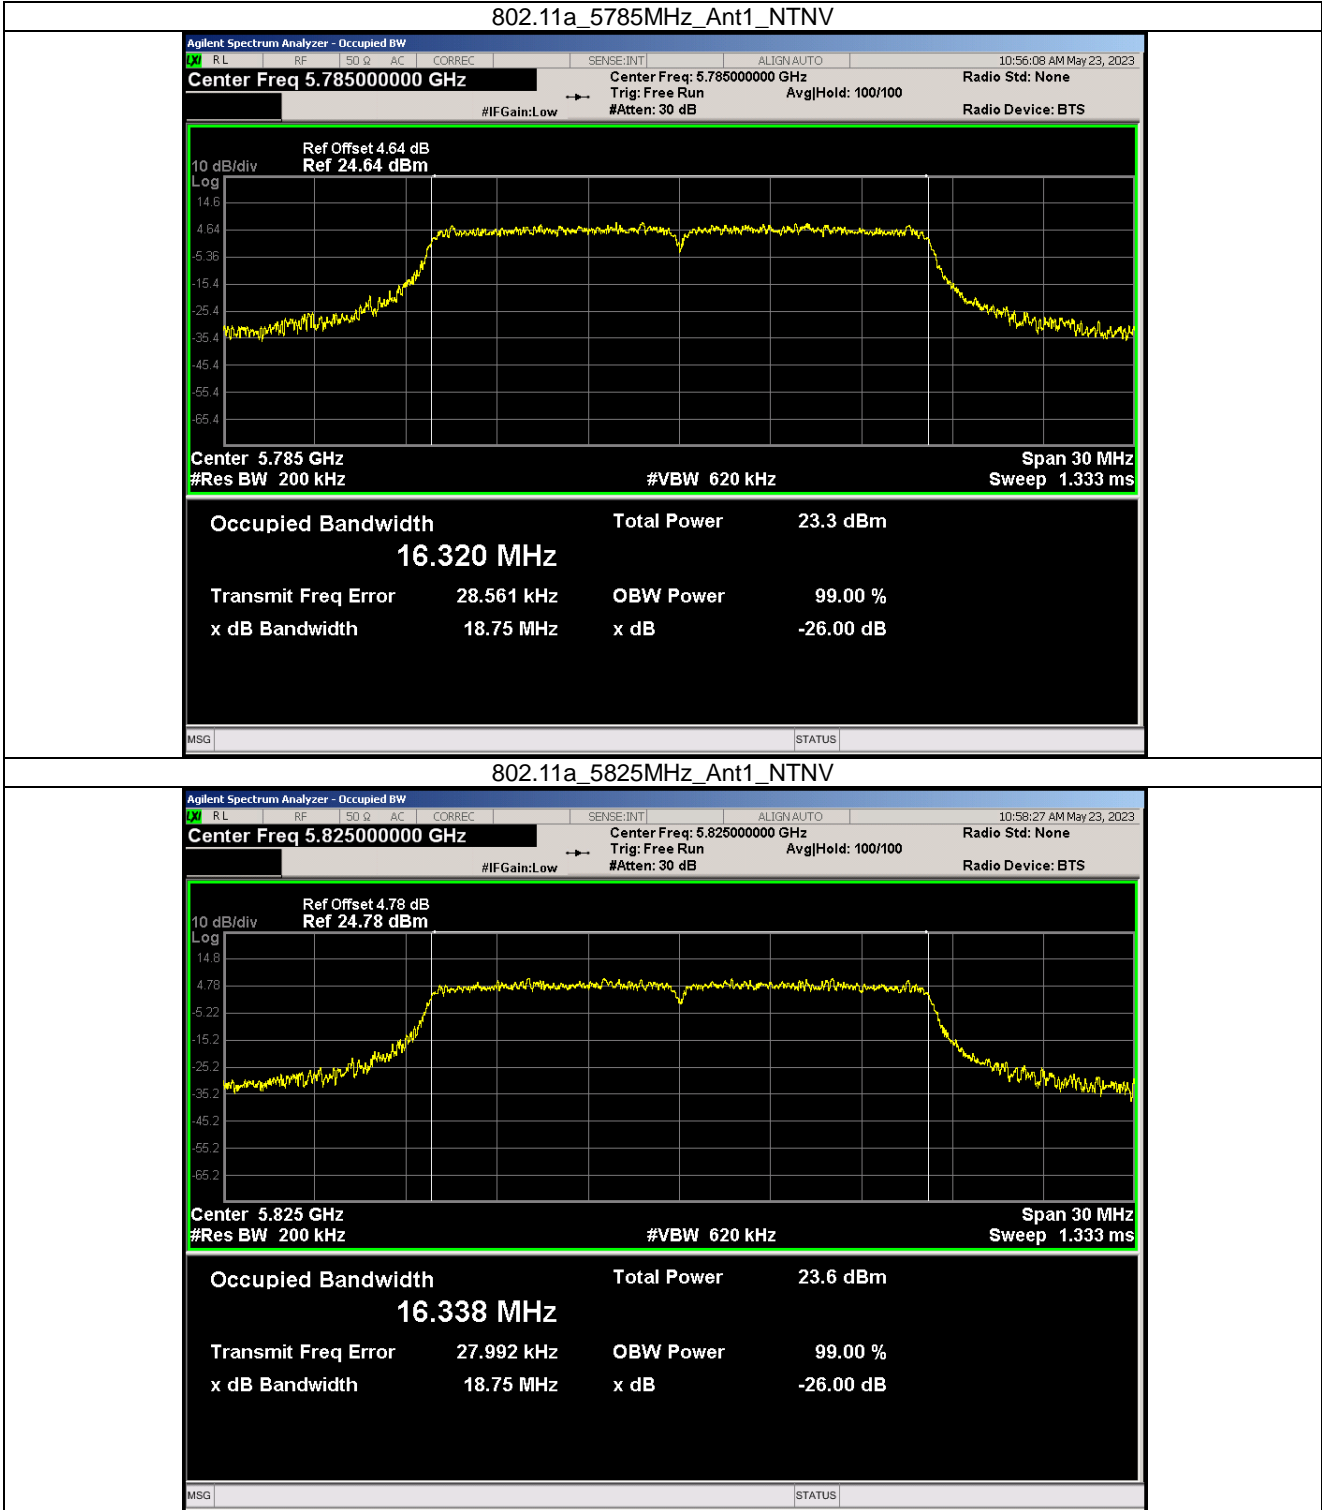 802.11a_5785MHz_Ant1_NTNV
Agilent Spectrum Analyzer - Occupied BW
LXI RL RF 50 Ω AC CORREC SENSE:INT ALIGN AUTO 10:56:08 AM May 23, 2023
Center Freq 5.785000000 GHz Center Freq: 5.785000000 GHz Radio Std: None
Trig: Free Run Avg|Hold: 100/100
#IFGain:Low #Atten: 30 dB Radio Device: BTS
Ref Offset 4.64 dB
10 dB/div Ref 24.64 dBm
Log
14.6
4.64
-5.36
-15.4
-25.4
-35.4
-45.4
-55.4
-65.4
Center 5.785 GHz Span 30 MHz
#Res BW 200 kHz #VBW 620 kHz Sweep 1.333 ms
Occupied Bandwidth Total Power 23.3 dBm
16.320 MHz
Transmit Freq Error 28.561 kHz OBW Power 99.00 %
x dB Bandwidth 18.75 MHz x dB -26.00 dB
MSG STATUS
802.11a_5825MHz_Ant1_NTNV
Agilent Spectrum Analyzer - Occupied BW
LXI RL RF 50 Ω AC CORREC SENSE:INT ALIGN AUTO 10:58:27 AM May 23, 2023
Center Freq 5.825000000 GHz Center Freq: 5.825000000 GHz Radio Std: None
Trig: Free Run Avg|Hold: 100/100
#IFGain:Low #Atten: 30 dB Radio Device: BTS
Ref Offset 4.78 dB
10 dB/div Ref 24.78 dBm
Log
14.8
4.78
-5.22
-15.2
-25.2
-35.2
-45.2
-55.2
-65.2
Center 5.825 GHz Span 30 MHz
#Res BW 200 kHz #VBW 620 kHz Sweep 1.333 ms
Occupied Bandwidth Total Power 23.6 dBm
16.338 MHz
Transmit Freq Error 27.992 kHz OBW Power 99.00 %
x dB Bandwidth 18.75 MHz x dB -26.00 dB
MSG STATUS